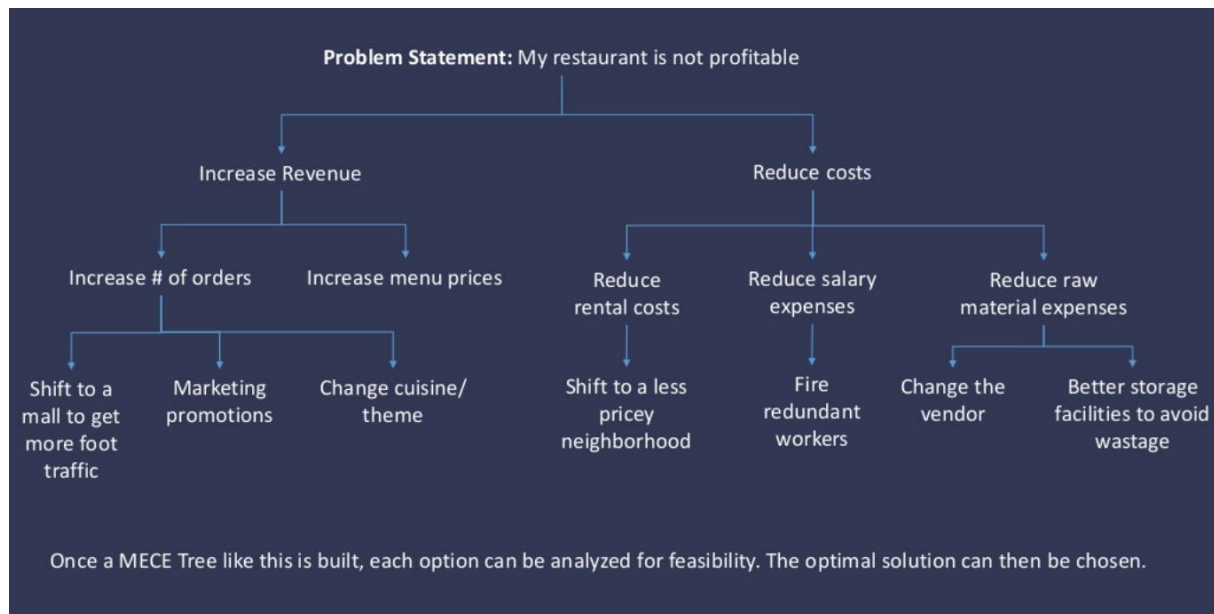 Problem Statement: My restaurant is not profitable
Increase Revenue
Reduce costs
Increase # of orders
Increase menu prices
Reduce
rental costs
Reduce salary
expenses
Reduce raw
material expenses
Shift to a
mall to get
more foot
traffic
Marketing
promotions
Change cuisine/
theme
Shift to a less
pricey
neighborhood
Fire
redundant
workers
Change the
vendor
Better storage
facilities to avoid
wastage
Once a MECE Tree like this is built, each option can be analyzed for feasibility. The optimal solution can then be chosen.